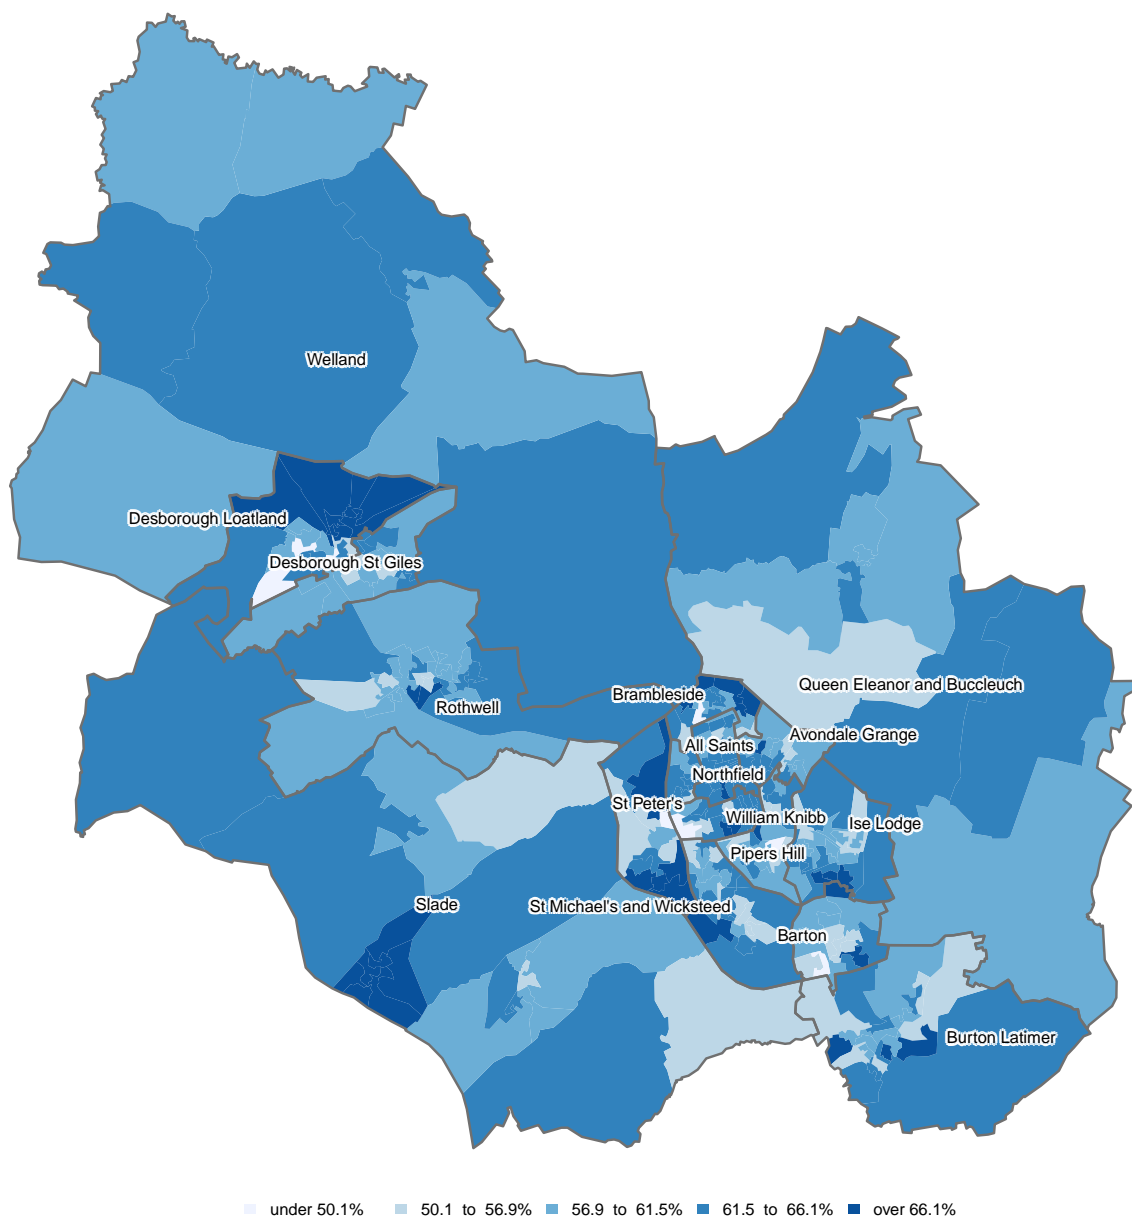 Welland
Desborough Loatland
Desborough St Giles
Queen Eleanor and Buccleuch
Brambleside
Rothwell
Avondale Grange
All Saints
Northfield
St Peter's
William Knibb
Ise Lodge
Pipers Hill
Slade
St Michael's and Wicksteed
Barton
Burton Latimer
under 50.1% 50.1 to 56.9% 56.9 to 61.5% 61.5 to 66.1% over 66.1%